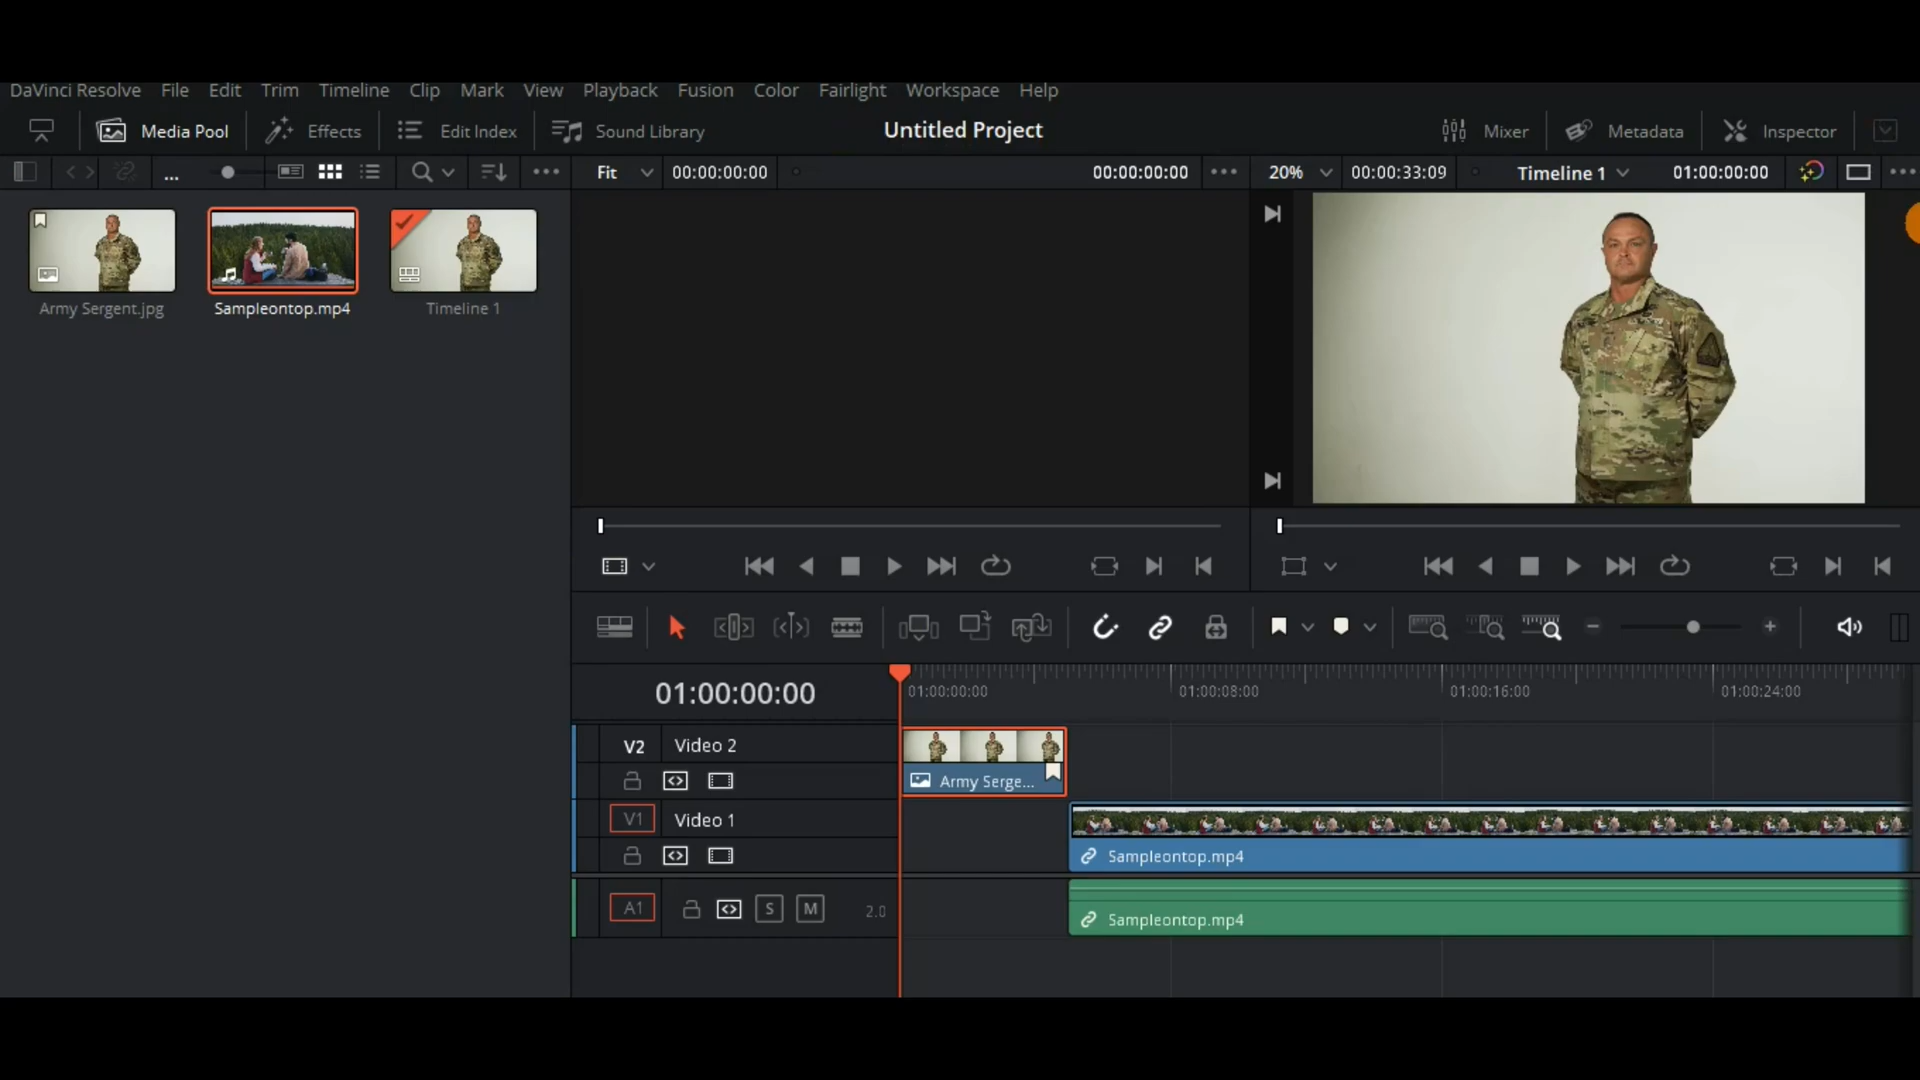 DaVinci Resolve File Edit Trim Timeline Clip Mark View Playback Fusion Color Fairlight Workspace Help
Media Pool Effects Edit Index Sound Library Untitled Project Mixer Metadata Inspector
... Fit 00:00:00:00 00:00:00:00 ••• 20% 00:00:33:09 Timeline 1 01:00:00:00 •••
Army Sergent.jpg Sampleontop.mp4 Timeline 1
01:00:00:00 01:00:00:00 01:00:08:00 01:00:16:00 01:00:24:00
V2 Video 2
Army Serge...
V1 Video 1
Sampleontop.mp4
A1 S M 2.0 Sampleontop.mp4